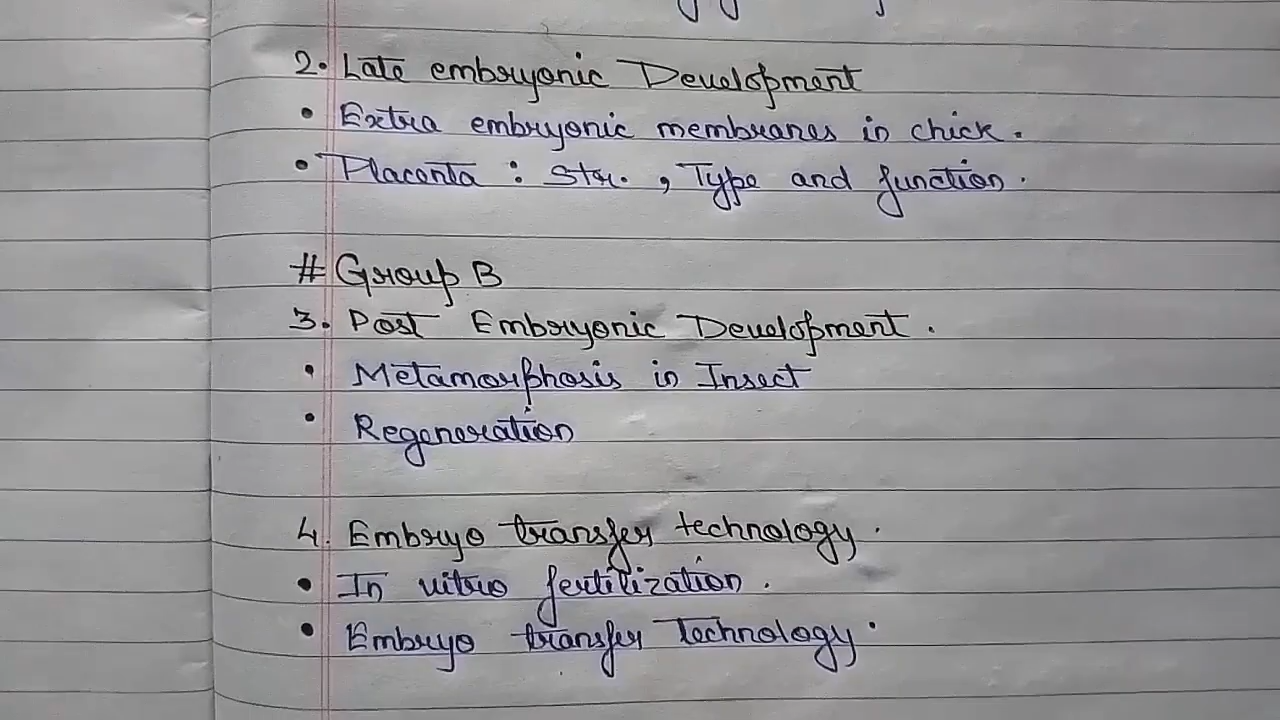 2. Late embryonic Development
• Extra embryonic membranes in chick.
• Placenta : Str. , Type and function.
# Group B
3. Post Embryonic Development.
• Metamorphosis in Insect
• Regeneration
4. Embryo transfer technology.
• In vitro fertilization.
• Embryo transfer Technology.